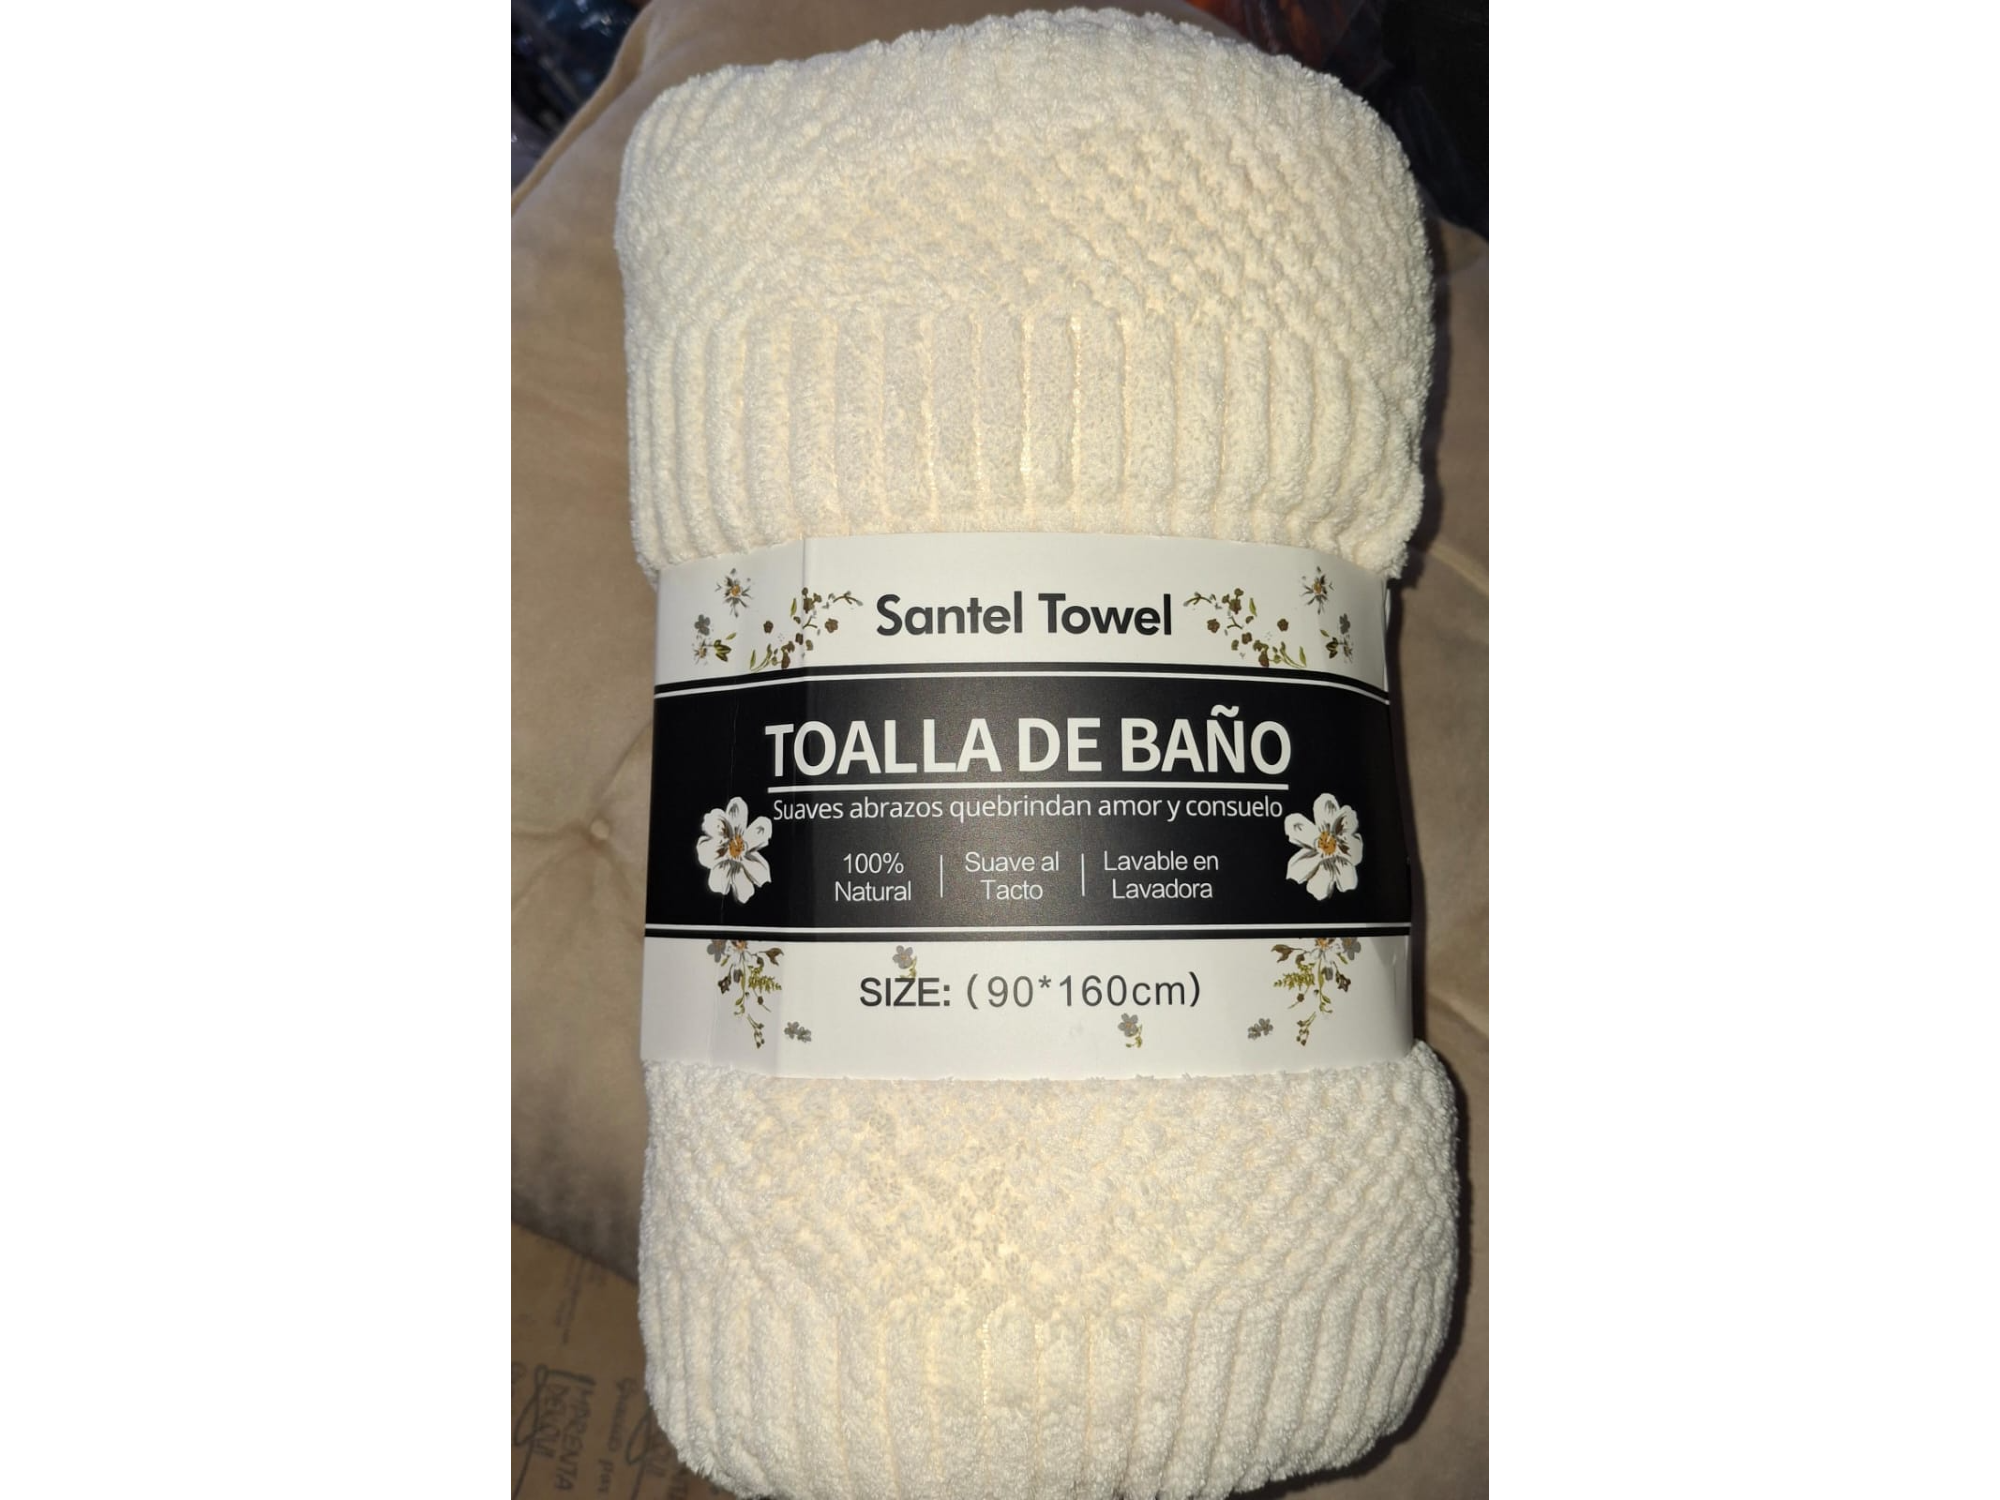 Santel Towel
TOALLA DE BAÑO
Suaves abrazos quebrindan amor y consuelo
100% Natural
Suave al Tacto
Lavable en Lavadora
SIZE: (90*160cm)